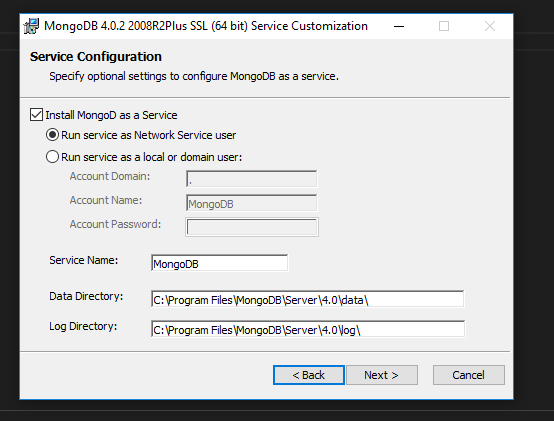 MongoDB 4.0.2 2008R2Plus SSL (64 bit) Service Customization
Service Configuration
Specify optional settings to configure MongoDB as a service.
Install MongoD as a Service
Run service as Network Service user
Run service as a local or domain user:
Account Domain: .
Account Name: MongoDB
Account Password:
Service Name: MongoDB
Data Directory: C:\Program Files\MongoDB\Server\4.0\data\
Log Directory: C:\Program Files\MongoDB\Server\4.0\log\
< Back Next > Cancel